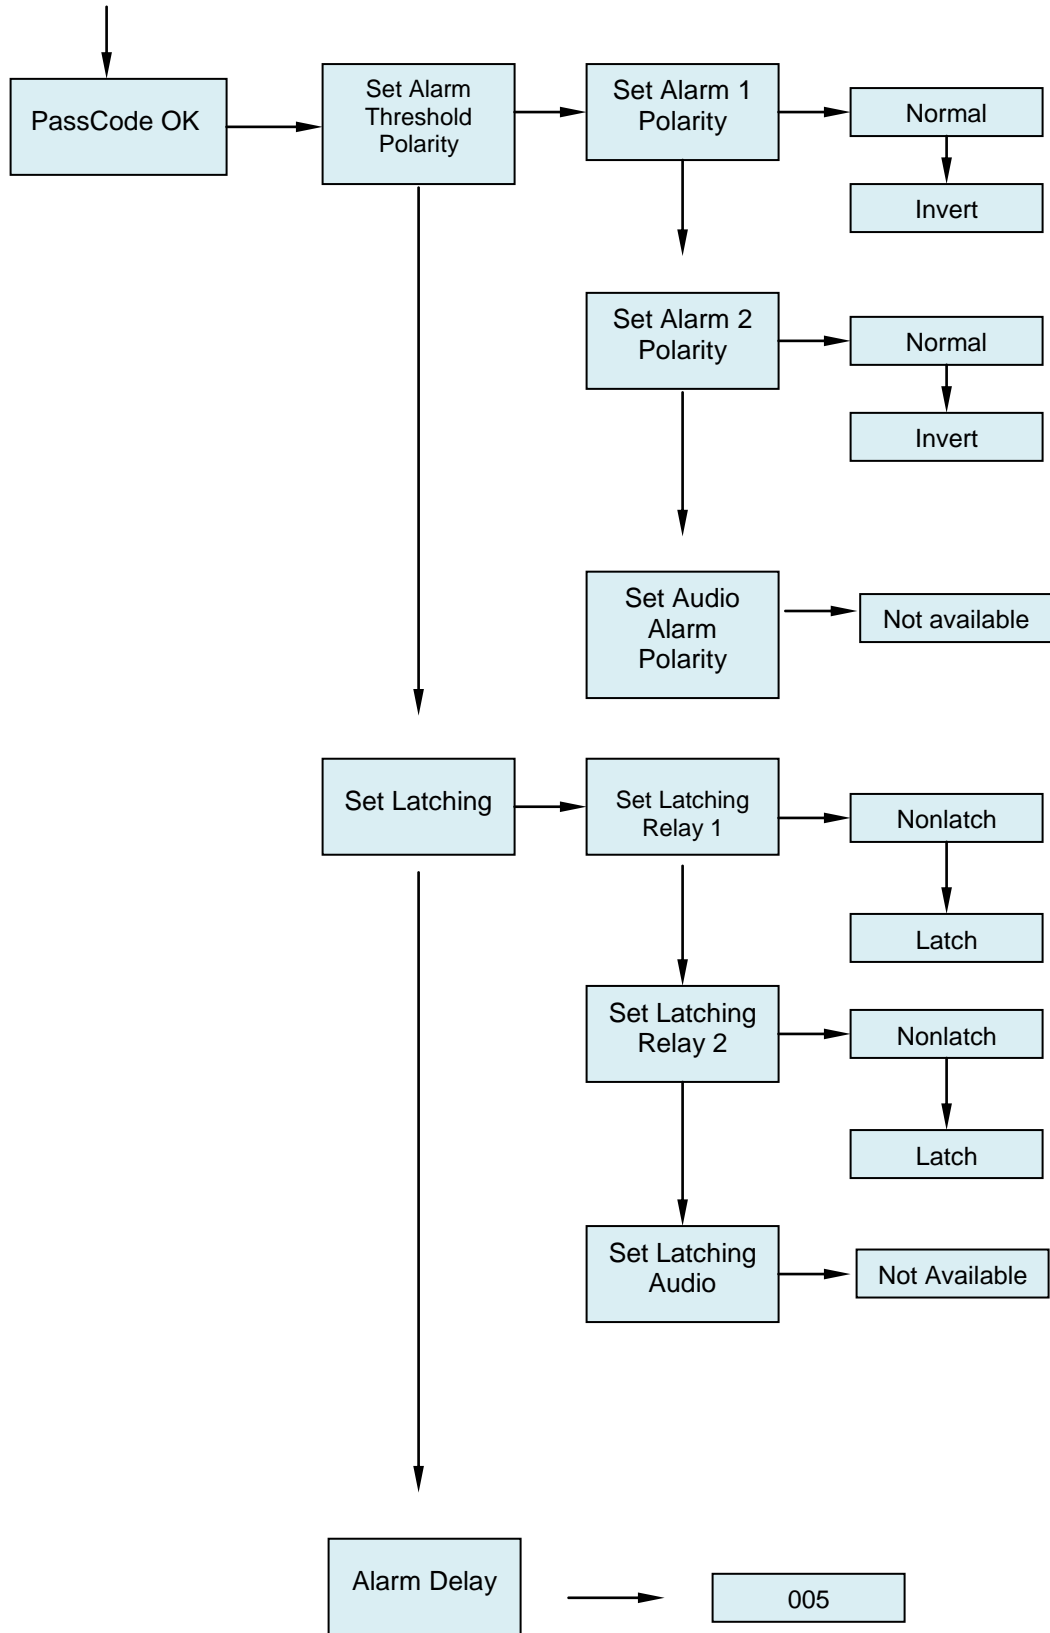 PassCode OK
Set Alarm
Threshold
Polarity
Set Alarm 1
Polarity
Normal
Invert
Set Alarm 2
Polarity
Normal
Invert
Set Audio
Alarm
Polarity
Not available
Set Latching
Set Latching
Relay 1
Nonlatch
Latch
Set Latching
Relay 2
Nonlatch
Latch
Set Latching
Audio
Not Available
Alarm Delay
005